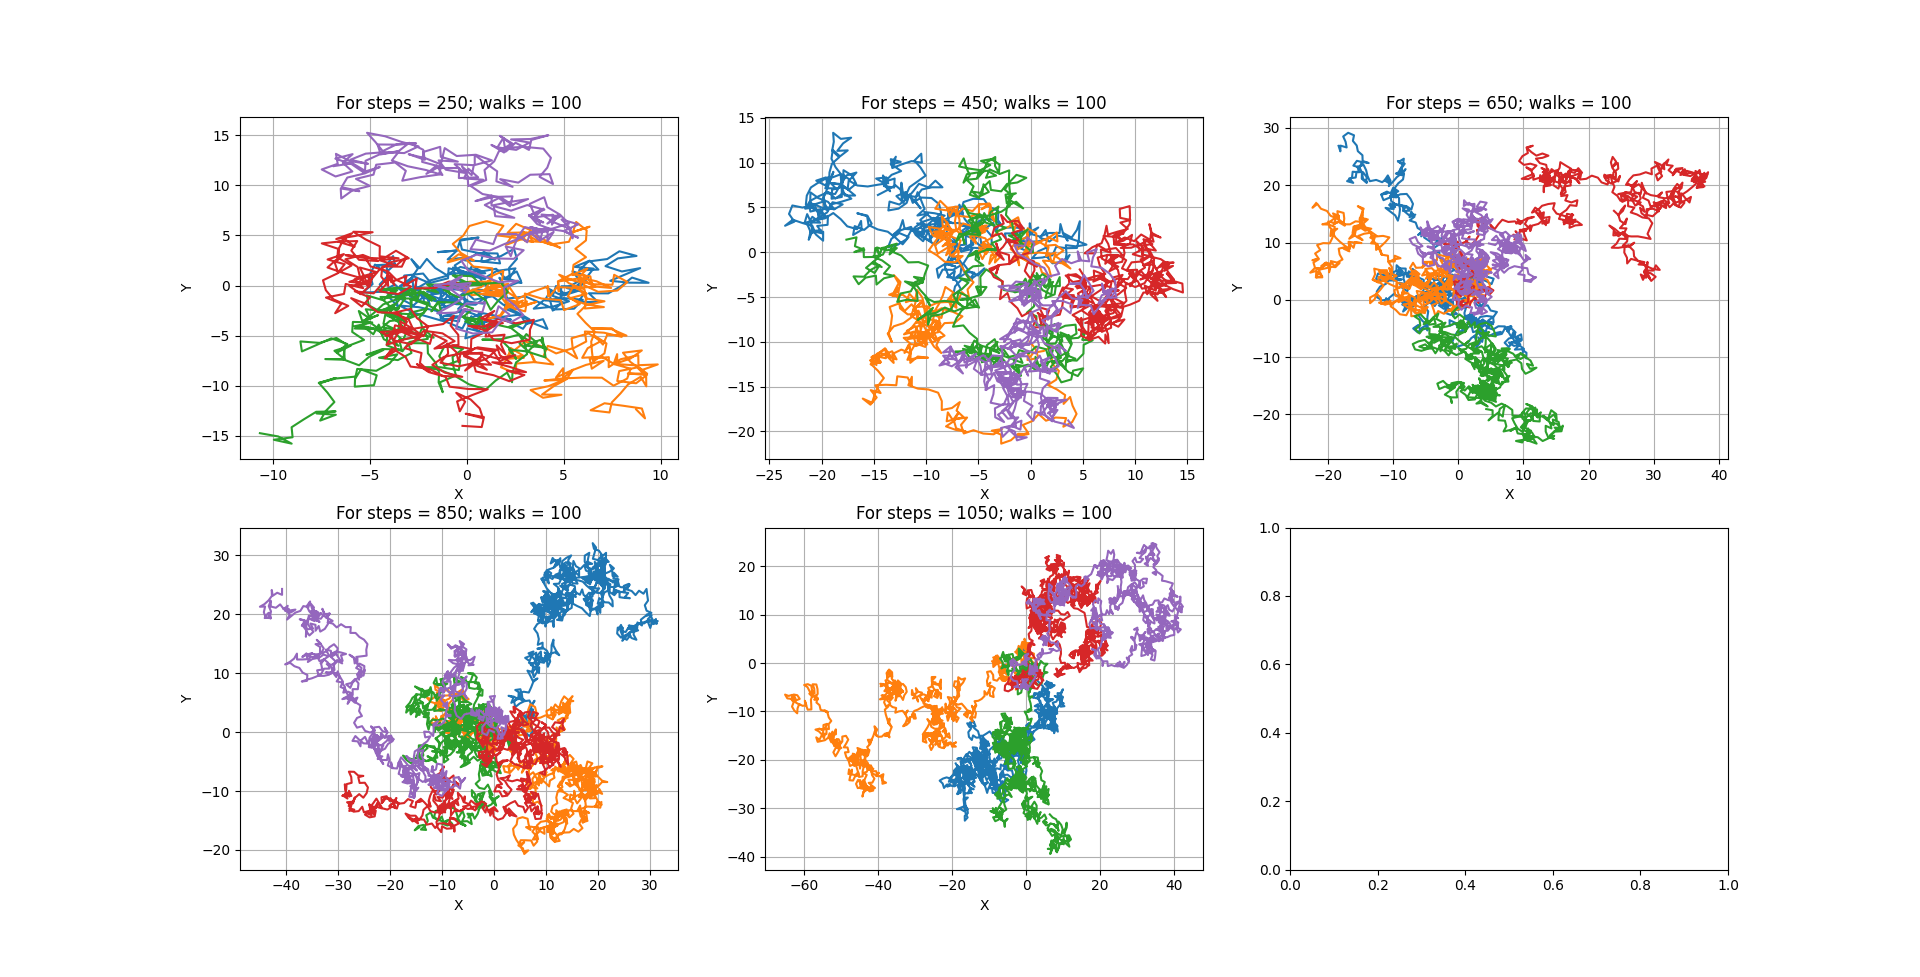 For steps = 250; walks = 100
15
10
5
0
−5
−10
−15
Y
−10 −5 0 5 10
X
For steps = 450; walks = 100
15
10
5
0
−5
−10
−15
−20
Y
−25 −20 −15 −10 −5 0 5 10 15
X
For steps = 650; walks = 100
30
20
10
0
−10
−20
Y
−20 −10 0 10 20 30 40
X
For steps = 850; walks = 100
30
20
10
0
−10
−20
Y
−40 −30 −20 −10 0 10 20 30
X
For steps = 1050; walks = 100
20
10
0
−10
−20
−30
−40
Y
−60 −40 −20 0 20 40
X
1.0
0.8
0.6
0.4
0.2
0.0
0.0 0.2 0.4 0.6 0.8 1.0